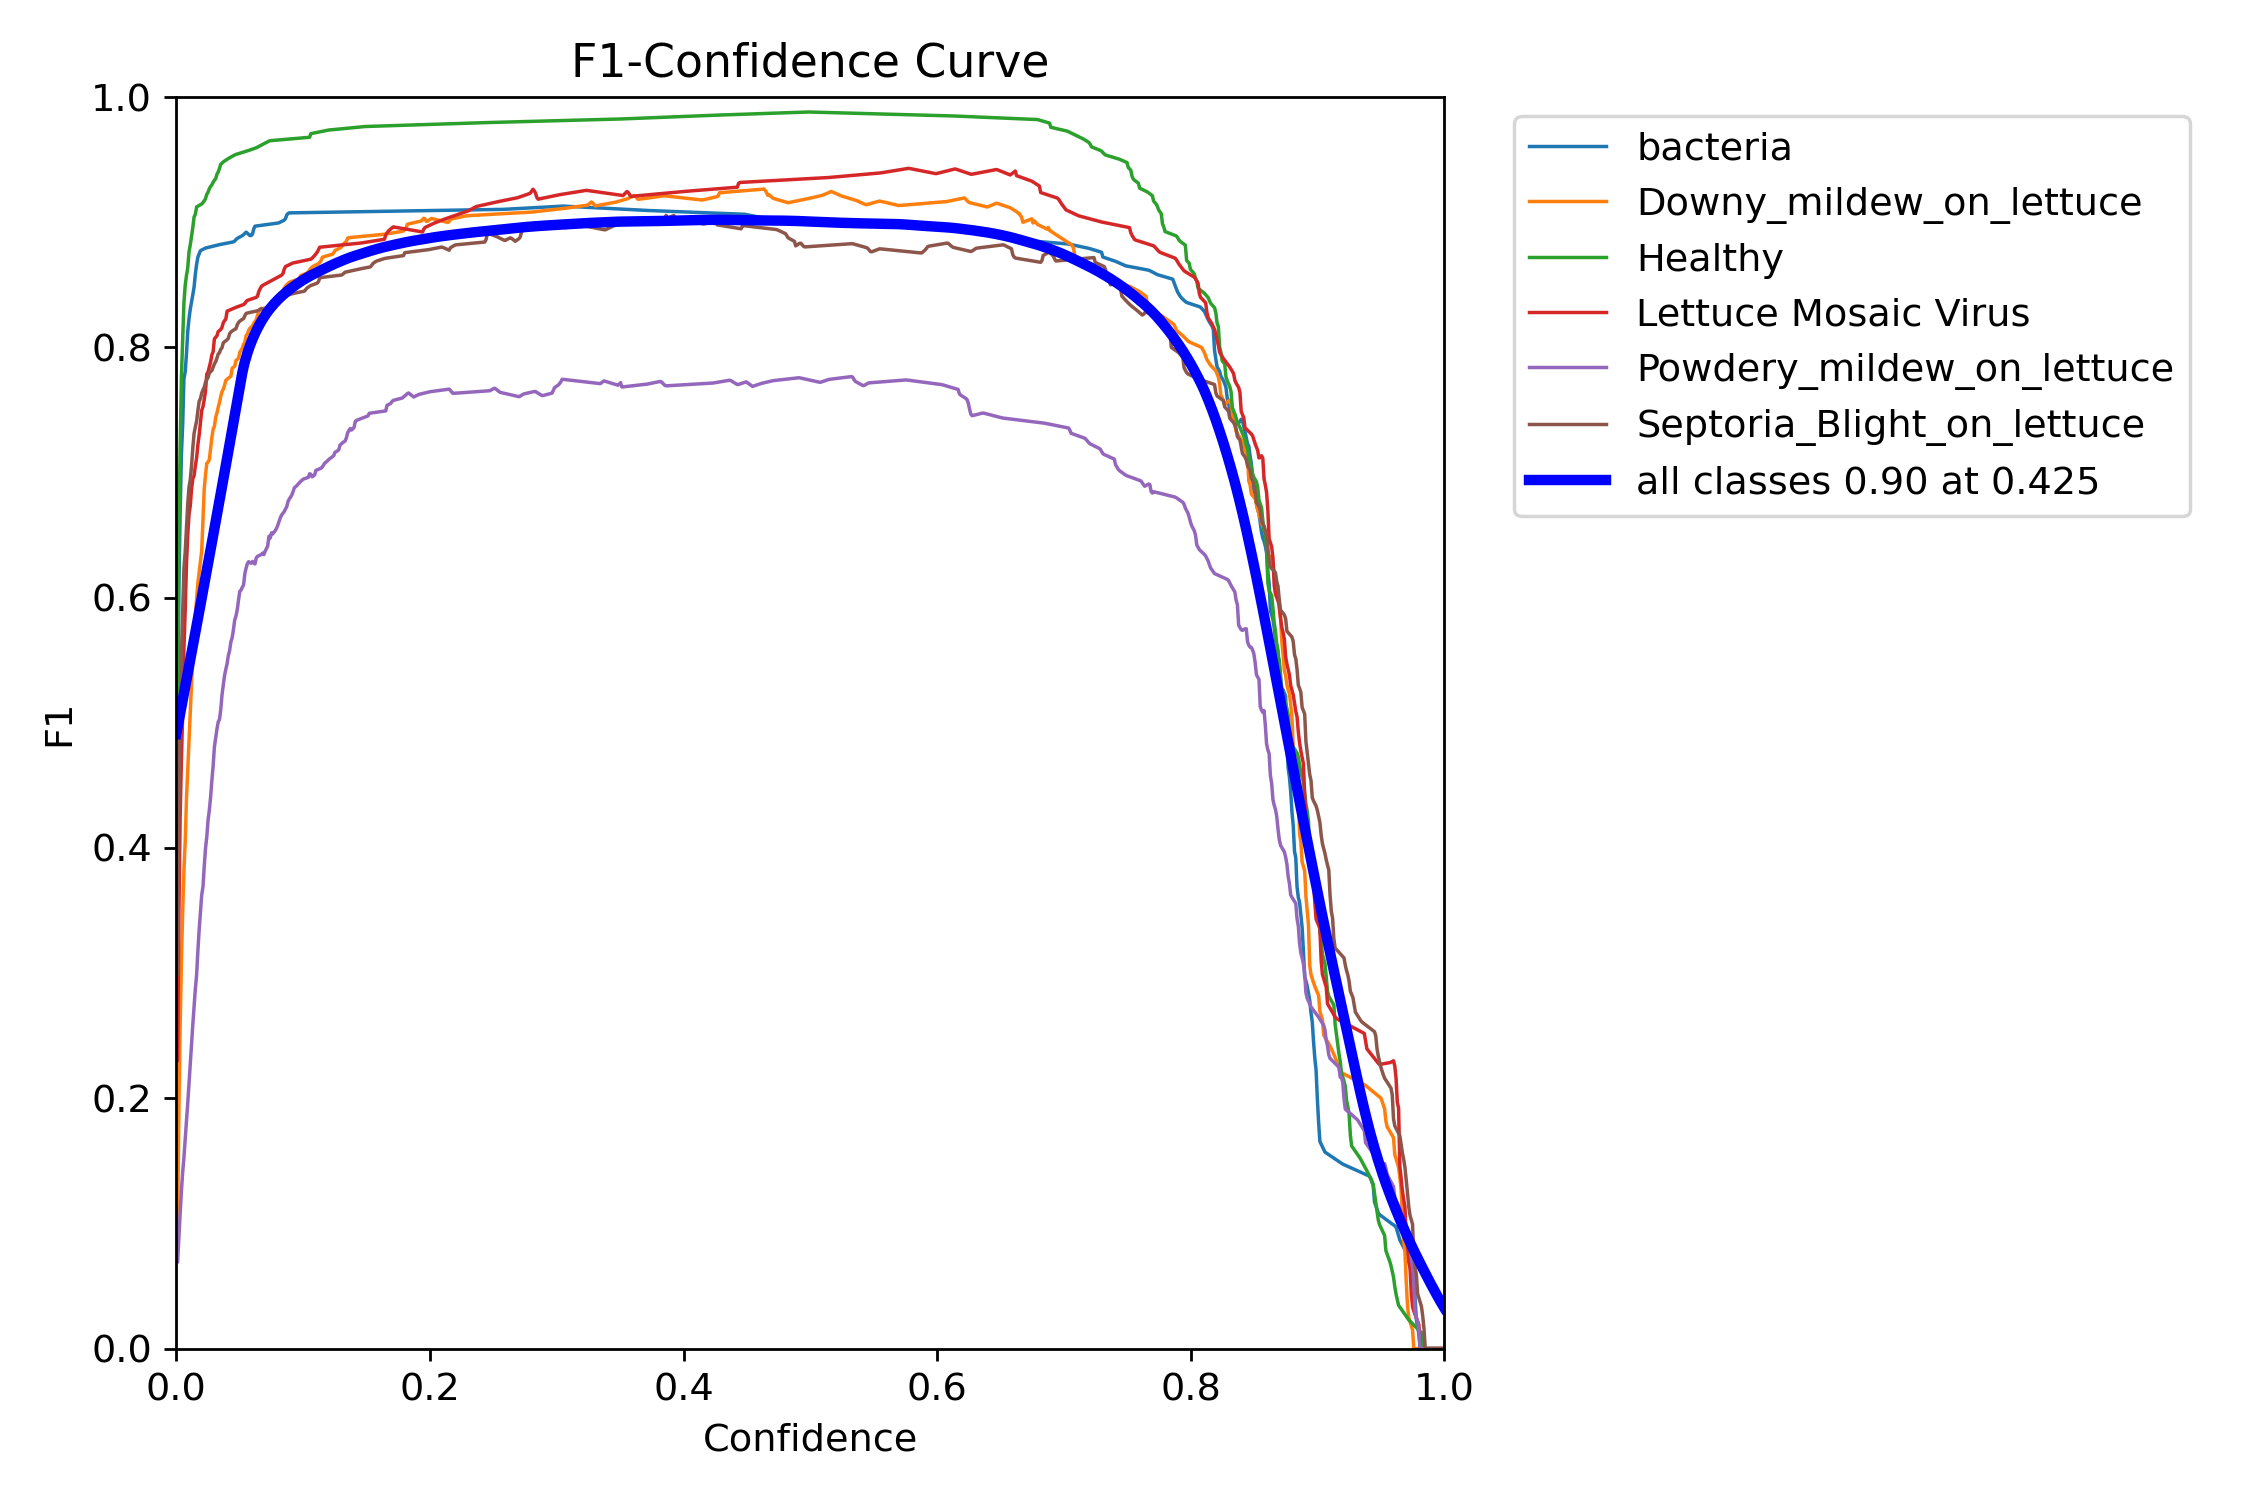 F1-Confidence Curve
1.0
0.8
0.6
0.4
0.2
0.0
F1
0.0 0.2 0.4 0.6 0.8 1.0
Confidence
bacteria
Downy_mildew_on_lettuce
Healthy
Lettuce Mosaic Virus
Powdery_mildew_on_lettuce
Septoria_Blight_on_lettuce
all classes 0.90 at 0.425